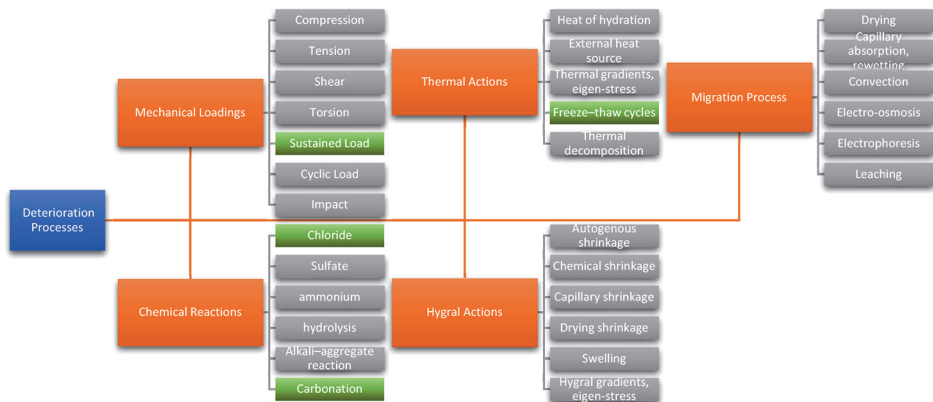 Deterioration
Processes
Mechanical Loadings
Compression
Tension
Shear
Torsion
Sustained Load
Cyclic Load
Impact
Chemical Reactions
Chloride
Sulfate
ammonium
hydrolysis
Alkali–aggregate
reaction
Carbonation
Thermal Actions
Heat of hydration
External heat
source
Thermal gradients,
eigen-stress
Freeze–thaw cycles
Thermal
decomposition
Hygral Actions
Autogenous
shrinkage
Chemical shrinkage
Capillary shrinkage
Drying shrinkage
Swelling
Hygral gradients,
eigen-stress
Migration Process
Drying
Capillary
absorption,
rewetting
Convection
Electro-osmosis
Electrophoresis
Leaching